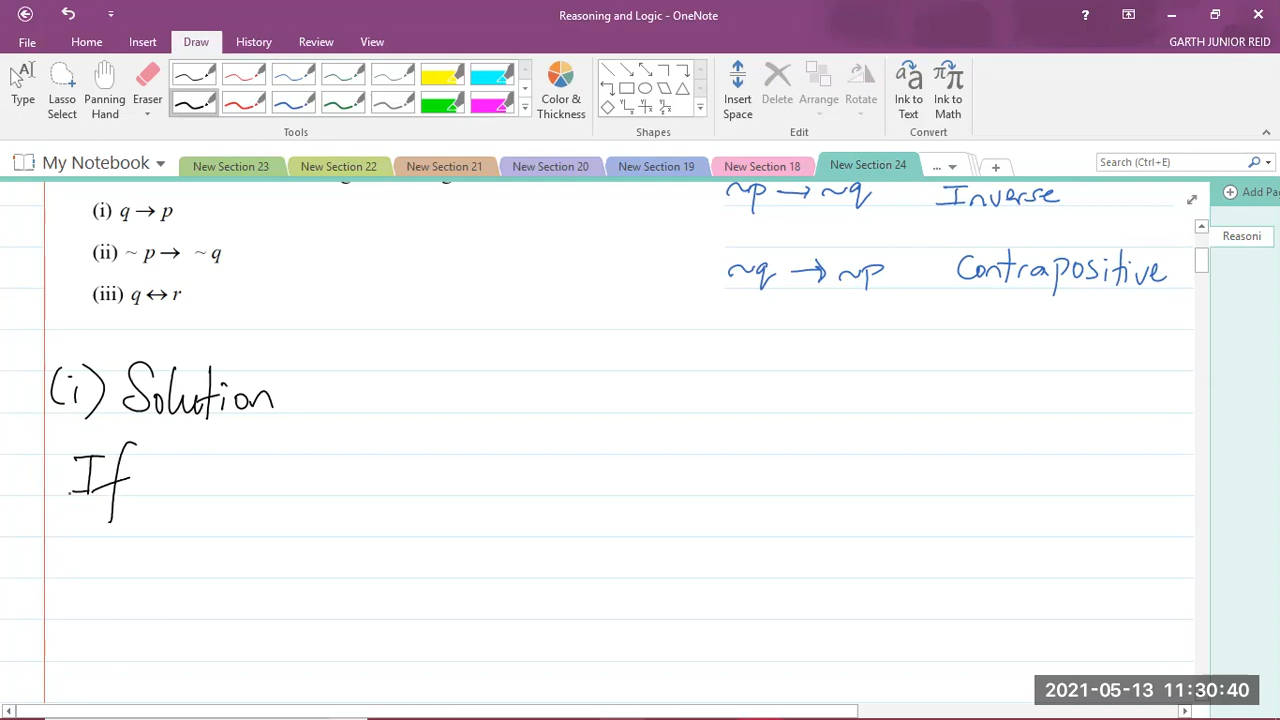 Reasoning and Logic - OneNote
?
File
Home
Insert
Draw
History
Review
View
GARTH JUNIOR REID
Type
Lasso Select
Panning Hand
Eraser
Color & Thickness
Insert Space
Delete
Arrange
Rotate
Ink to Text
Ink to Math
Tools
Shapes
Edit
Convert
My Notebook
New Section 23
New Section 22
New Section 21
New Section 20
New Section 19
New Section 18
New Section 24
...
+
Search (Ctrl+E)
Add Pa
Reasoni
~p → ~q Inverse
(i) q → p
(ii) ~ p → ~ q
~q → ~p Contrapositive
(iii) q ↔ r
(i) Solution
If
2021-05-13 11:30:40